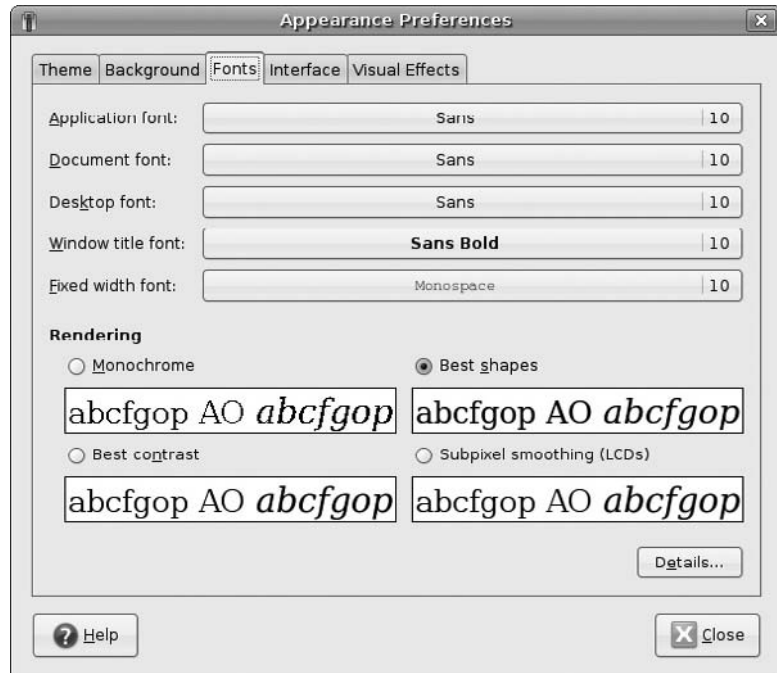 Appearance Preferences
Theme Background Fonts Interface Visual Effects
Application font: Sans 10
Document font: Sans 10
Desktop font: Sans 10
Window title font: Sans Bold 10
Fixed width font: Monospace 10
Rendering
Monochrome Best shapes
abcfgop AO abcfgop abcfgop AO abcfgop
Best contrast Subpixel smoothing (LCDs)
abcfgop AO abcfgop abcfgop AO abcfgop
Details...
Help Close